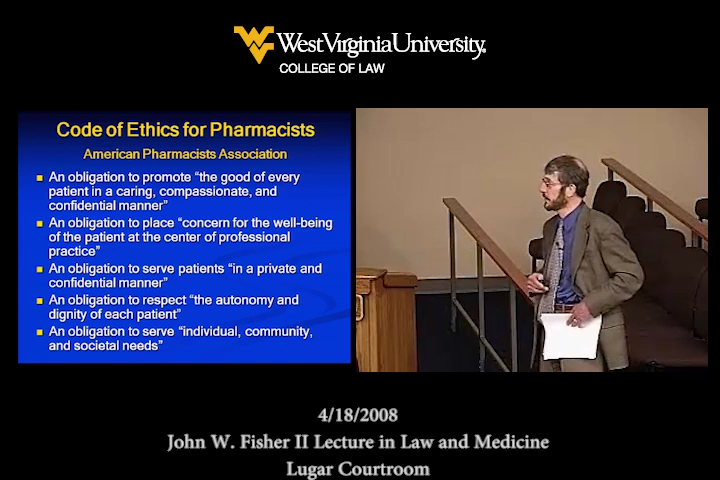 WestVirginiaUniversity
COLLEGE OF LAW
Code of Ethics for Pharmacists
American Pharmacists Association
An obligation to promote “the good of every
patient in a caring, compassionate, and
confidential manner”
An obligation to place “concern for the well-being
of the patient at the center of professional
practice”
An obligation to serve patients “in a private and
confidential manner”
An obligation to respect “the autonomy and
dignity of each patient”
An obligation to serve “individual, community,
and societal needs”
4/18/2008
John W. Fisher II Lecture in Law and Medicine
Lugar Courtroom